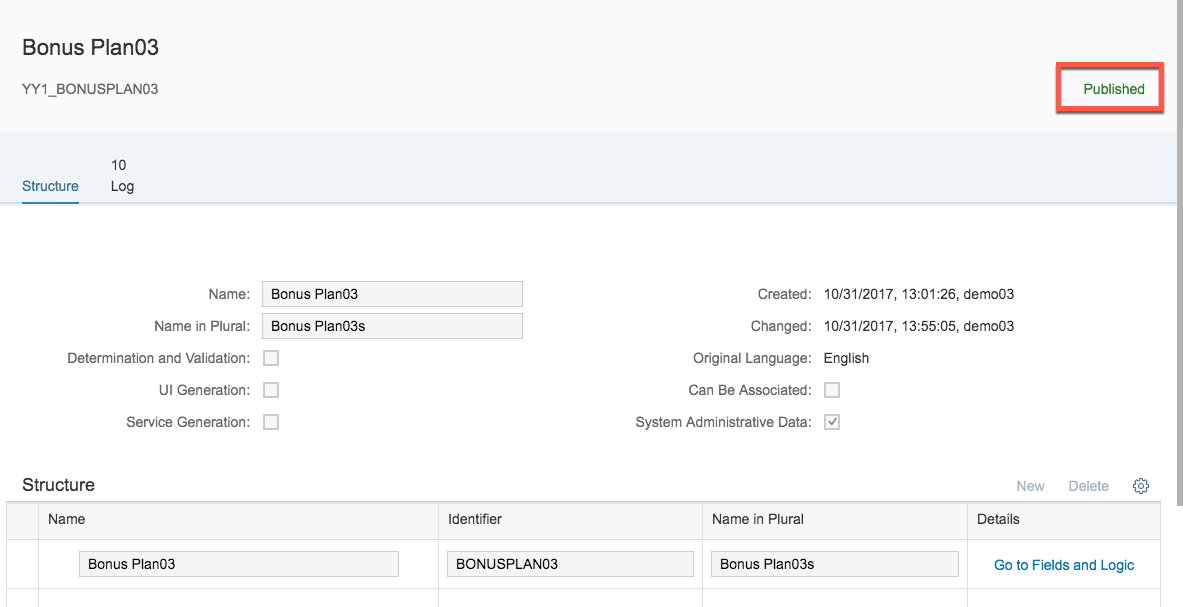 Bonus Plan03
YY1_BONUSPLAN03
Published
10
Structure Log
Name: Bonus Plan03 Created: 10/31/2017, 13:01:26, demo03
Name in Plural: Bonus Plan03s Changed: 10/31/2017, 13:55:05, demo03
Determination and Validation: Original Language: English
UI Generation: Can Be Associated:
Service Generation: System Administrative Data:
Structure New Delete
Name Identifier Name in Plural Details
Bonus Plan03 BONUSPLAN03 Bonus Plan03s Go to Fields and Logic